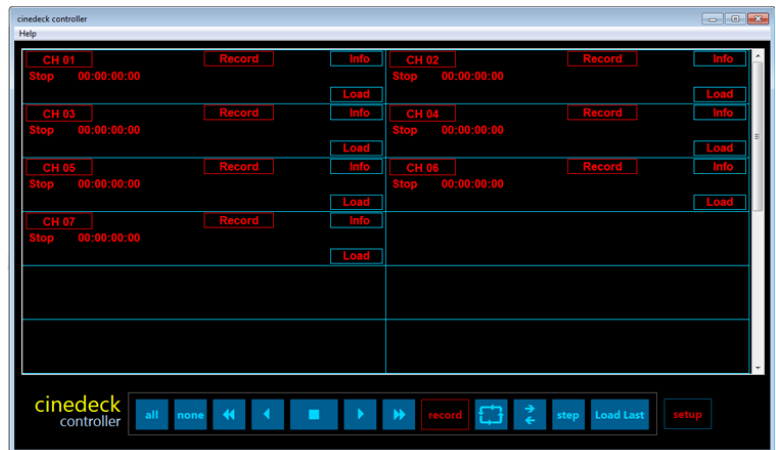 cinedeck controller
Help
CH 01 Record Info
Stop 00:00:00:00
Load
CH 02 Record Info
Stop 00:00:00:00
Load
CH 03 Record Info
Stop 00:00:00:00
Load
CH 04 Record Info
Stop 00:00:00:00
Load
CH 05 Record Info
Stop 00:00:00:00
Load
CH 06 Record Info
Stop 00:00:00:00
Load
CH 07 Record Info
Stop 00:00:00:00
Load
cinedeck
controller
all none record step Load Last setup